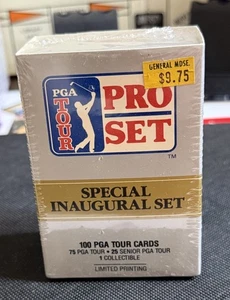 GENERAL MDSE.
$9.75
PGA
TOUR
PRO
SET
TM
SPECIAL
INAUGURAL SET
100 PGA TOUR CARDS
75 PGA TOUR • 25 SENIOR PGA TOUR
1 COLLECTIBLE
LIMITED PRINTING